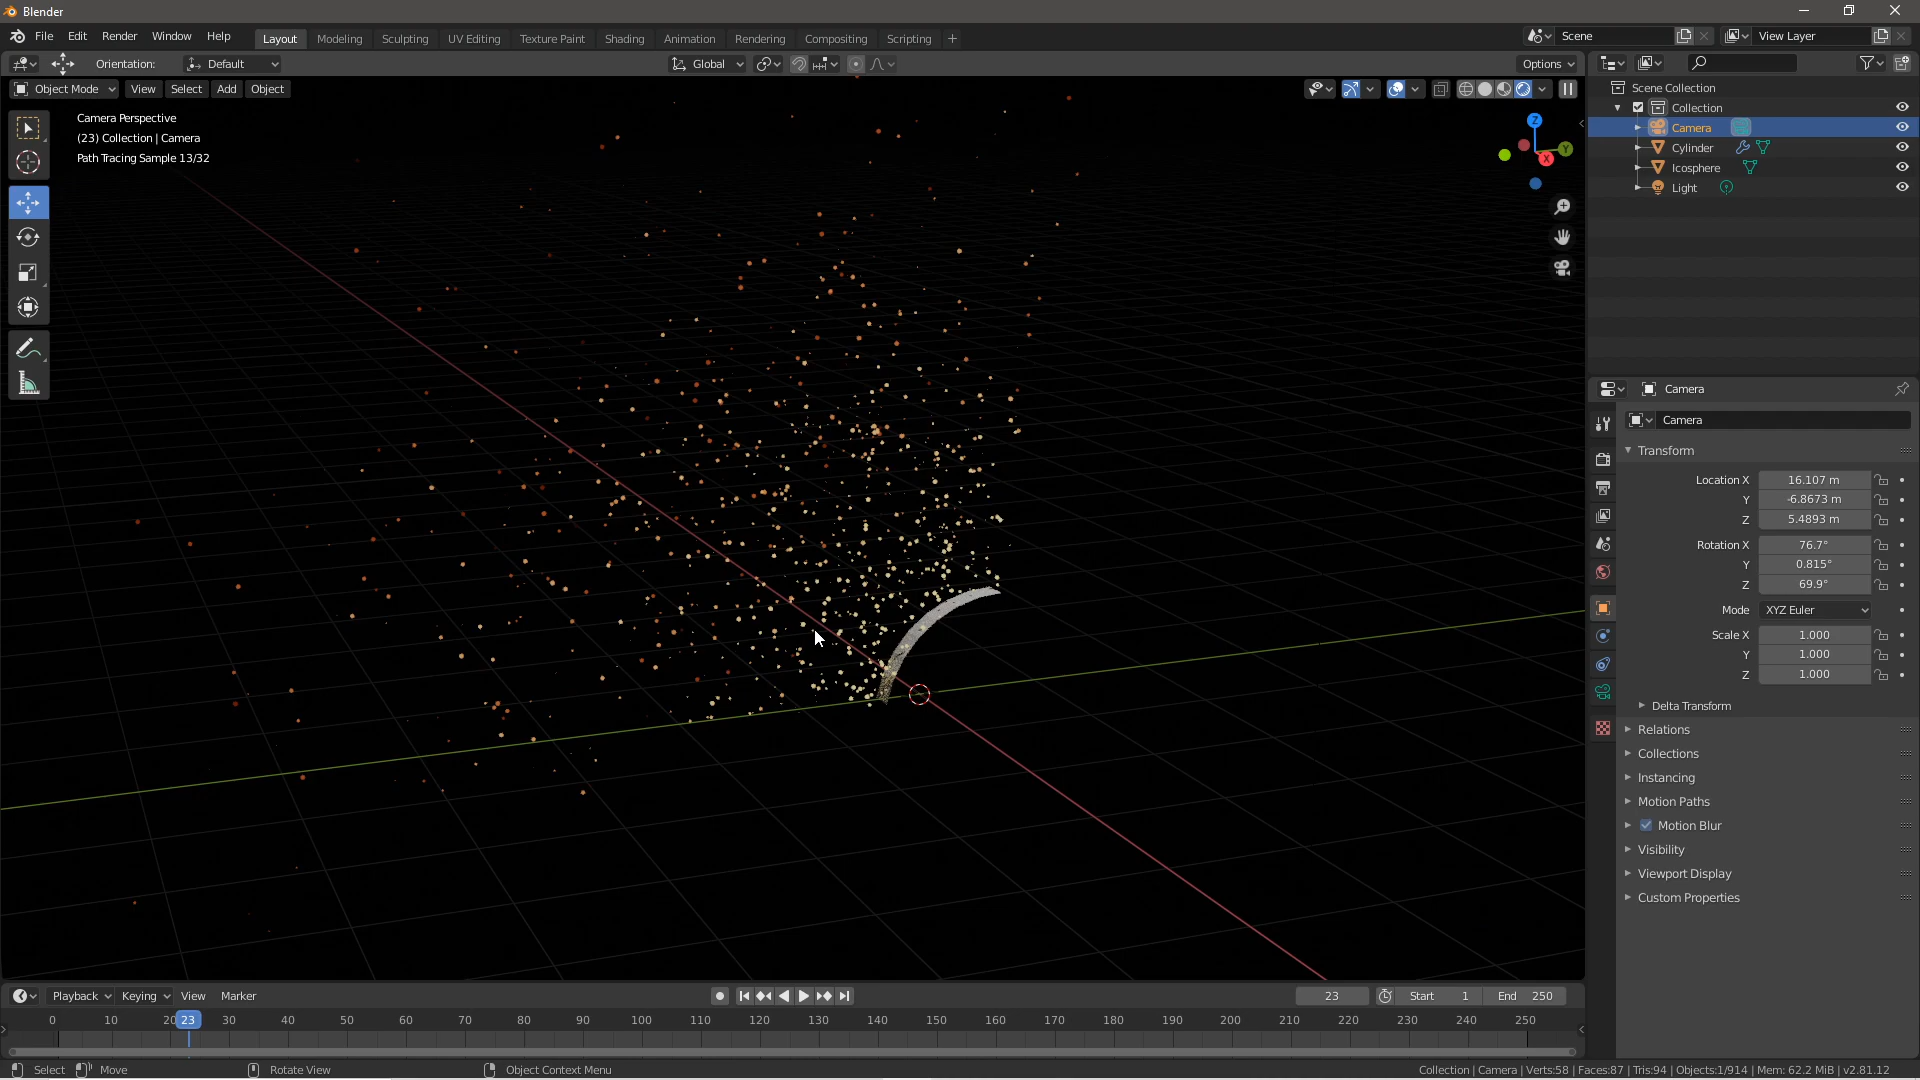 Blender
File Edit Render Window Help Layout Modeling Sculpting UV Editing Texture Paint Shading Animation Rendering Compositing Scripting + Scene View Layer
Orientation: Default Global Options
Object Mode View Select Add Object
Camera Perspective
(23) Collection | Camera
Path Tracing Sample 13/32
Z
Y
X
Scene Collection
Collection
Camera
Cylinder
Icosphere
Light
Camera
Camera
Transform
Location X 16.107 m
Y -6.8673 m
Z 5.4893 m
Rotation X 76.7°
Y 0.815°
Z 69.9°
Mode XYZ Euler
Scale X 1.000
Y 1.000
Z 1.000
Delta Transform
Relations
Collections
Instancing
Motion Paths
Motion Blur
Visibility
Viewport Display
Custom Properties
Playback Keying View Marker 23 Start 1 End 250
0 10 20 23 30 40 50 60 70 80 90 100 110 120 130 140 150 160 170 180 190 200 210 220 230 240 250
Select Move Rotate View Object Context Menu Collection | Camera | Verts:58 | Faces:87 | Tris:94 | Objects:1/914 | Mem: 62.2 MiB | v2.81.12